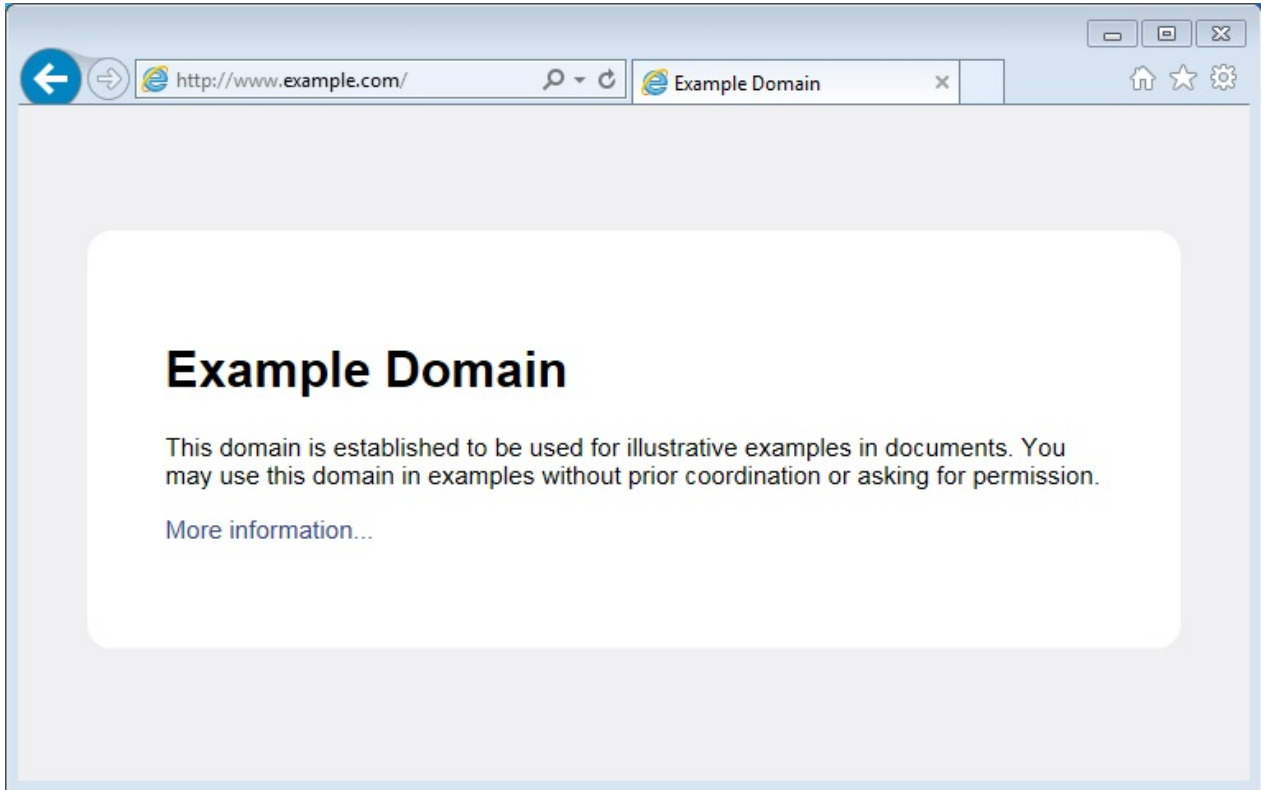 http://www.example.com/
Example Domain
Example Domain
This domain is established to be used for illustrative examples in documents. You
may use this domain in examples without prior coordination or asking for permission.
More information...